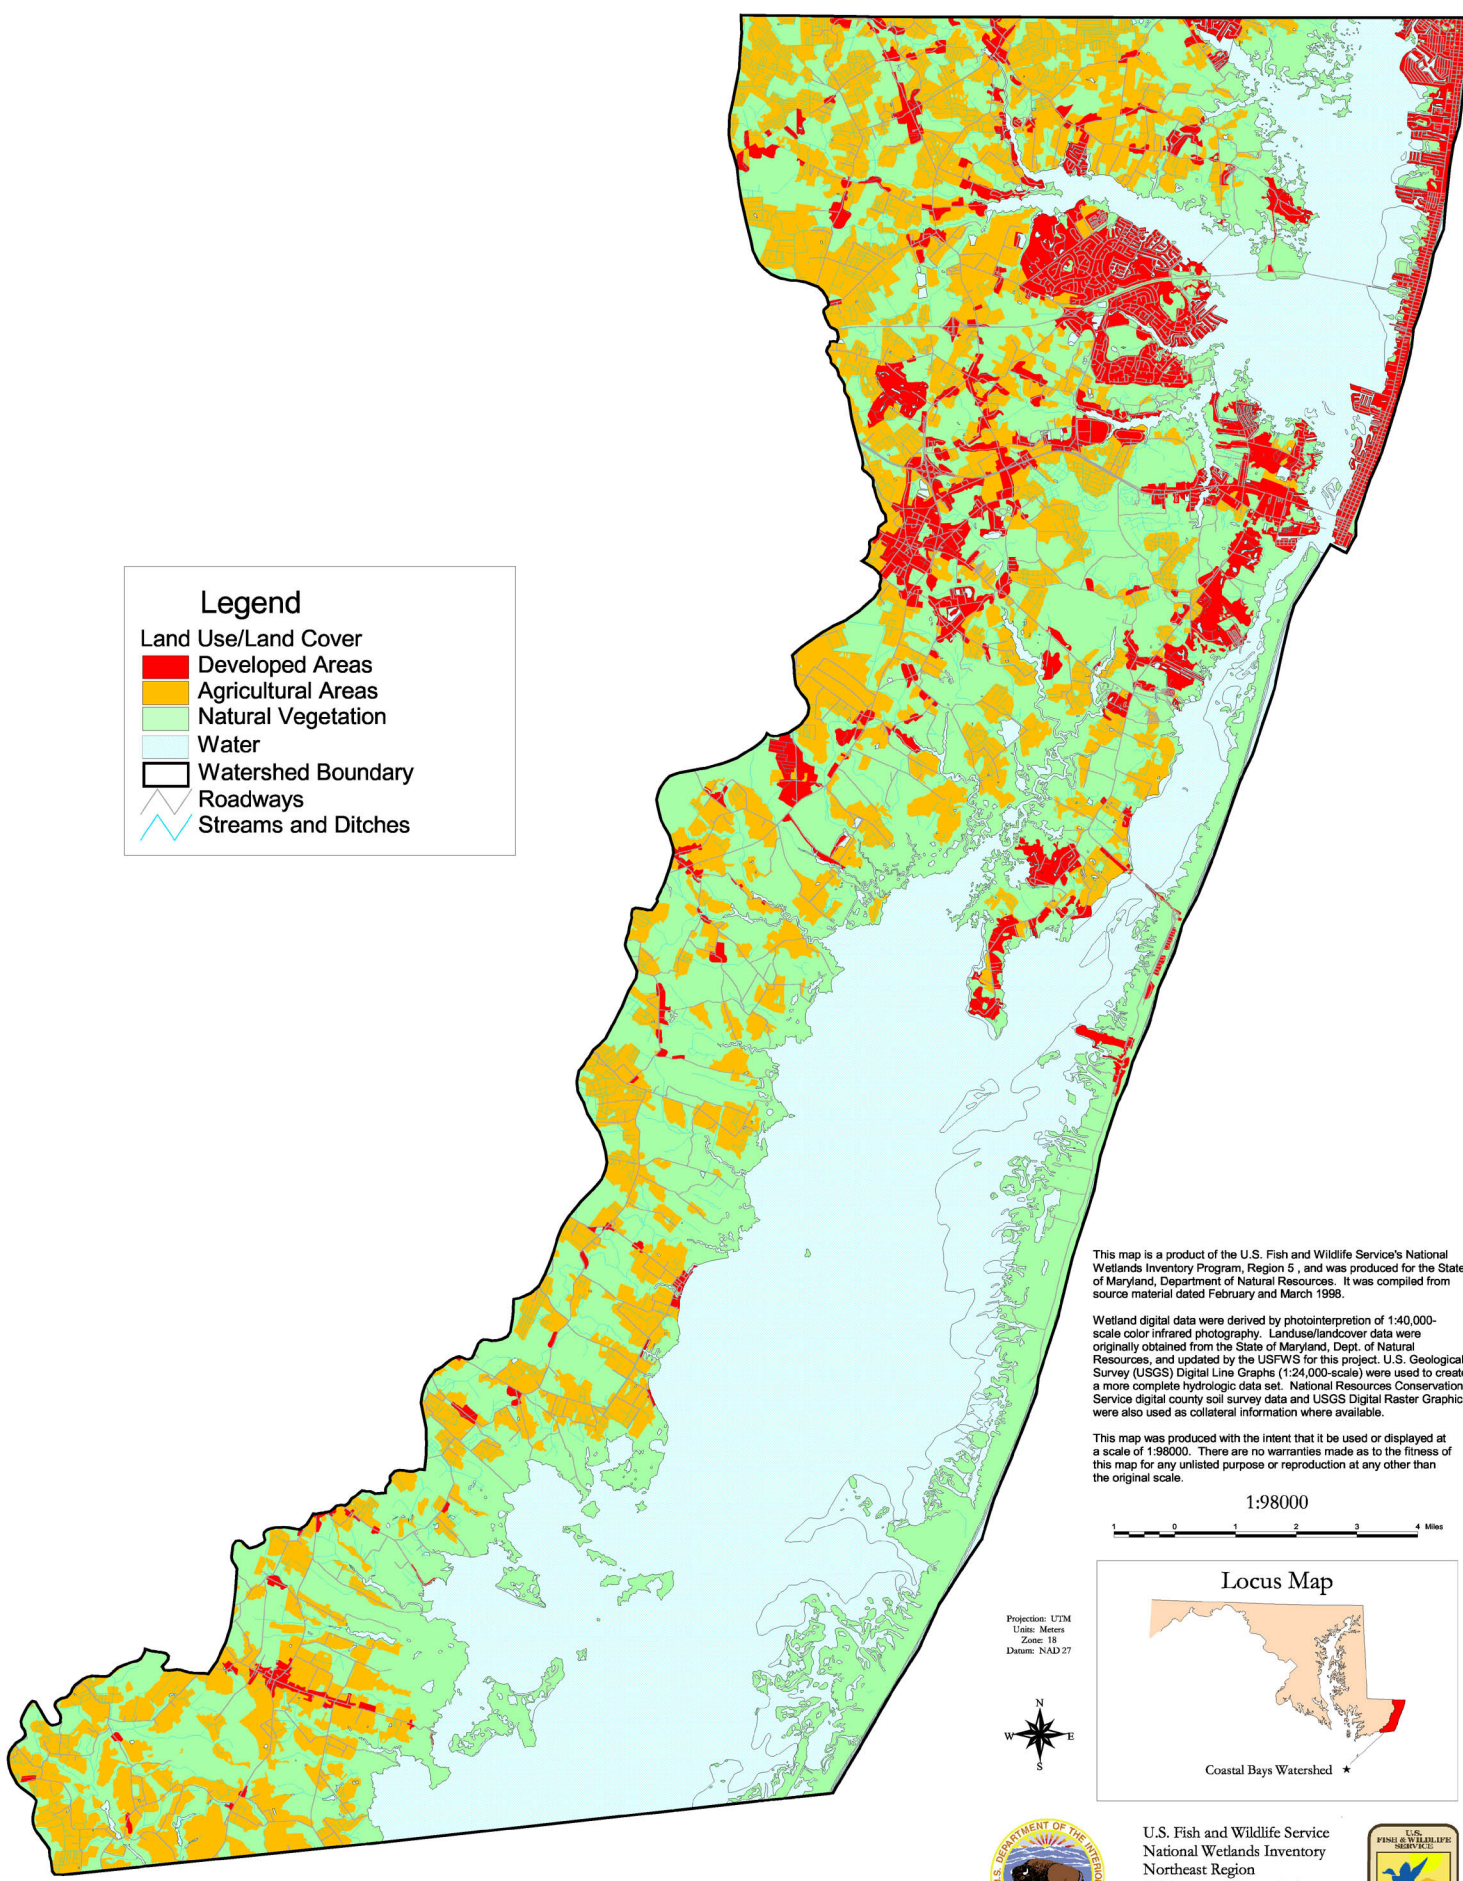 Legend
Land Use/Land Cover
Developed Areas
Agricultural Areas
Natural Vegetation
Water
Watershed Boundary
Roadways
Streams and Ditches
This map is a product of the U.S. Fish and Wildlife Service's National
Wetlands Inventory Program, Region 5 , and was produced for the State
of Maryland, Department of Natural Resources. It was compiled from
source material dated February and March 1998.
Wetland digital data were derived by photointerpretion of 1:40,000-
scale color infrared photography. Landuse/landcover data were
originally obtained from the State of Maryland, Dept. of Natural
Resources, and updated by the USFWS for this project. U.S. Geological
Survey (USGS) Digital Line Graphs (1:24,000-scale) were used to create
a more complete hydrologic data set. National Resources Conservation
Service digital county soil survey data and USGS Digital Raster Graphic
were also used as collateral information where available.
This map was produced with the intent that it be used or displayed at
a scale of 1:98000. There are no warranties made as to the fitness of
this map for any unlisted purpose or reproduction at any other than
the original scale.
1:98000
1 0 1 2 3 4 Miles
Locus Map
Coastal Bays Watershed
Projection: UTM
Units: Meters
Zone: 18
Datum: NAD 27
N
W E
S
U.S. DEPARTMENT OF THE INTERIOR
U.S. Fish and Wildlife Service
National Wetlands Inventory
Northeast Region
U.S.
FISH & WILDLIFE
SERVICE